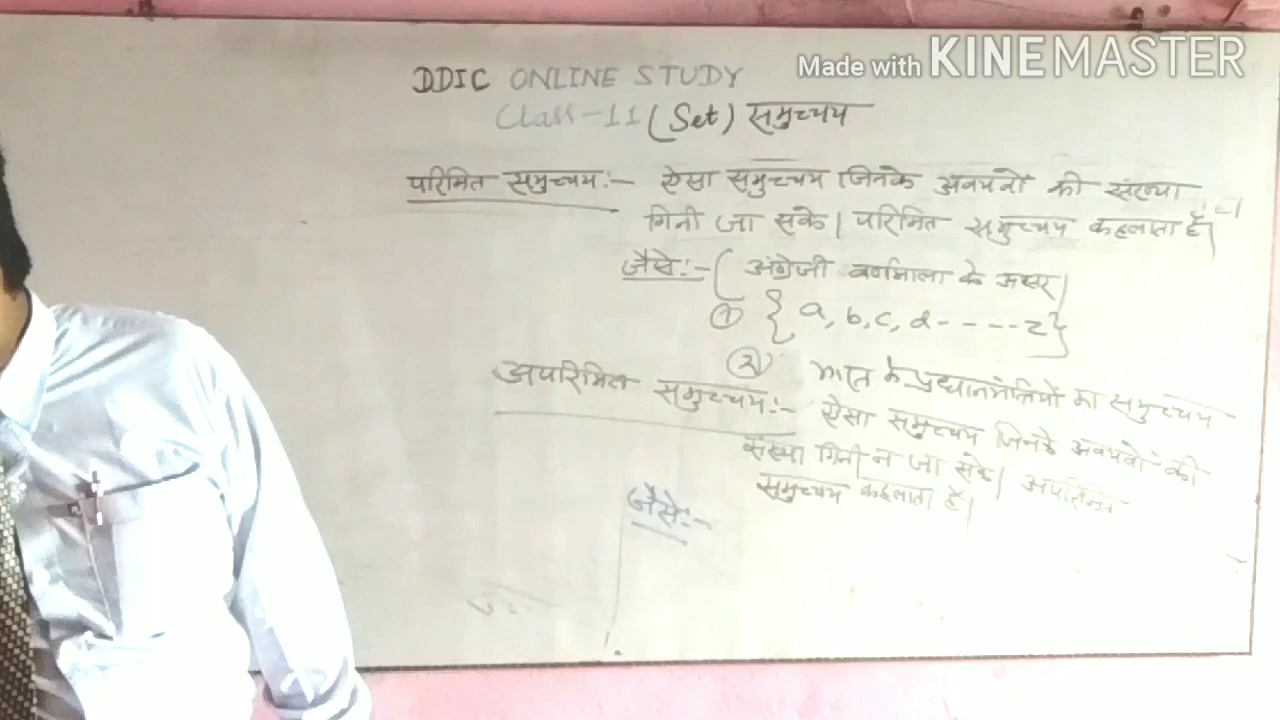 Made with KINEMASTER
DDIC ONLINE STUDY
Class-11 (Set) समुच्चय
परिमित समुच्चय:- ऐसा समुच्चय जिनके अवयवों की संख्या
गिनी जा सके। परिमित समुच्चय कहलाता है।
जैसे:- ( अंग्रेजी वर्णमाला के अक्षर।
① { a, b, c, d - - - - - z}
② भारत के प्रधानमंत्रियों का समुच्चय
अपरिमित समुच्चय:- ऐसा समुच्चय जिनके अवयवों की
संख्या गिनी न जा सके। अपरिमित
समुच्चय कहलाता है।
जैसे:-